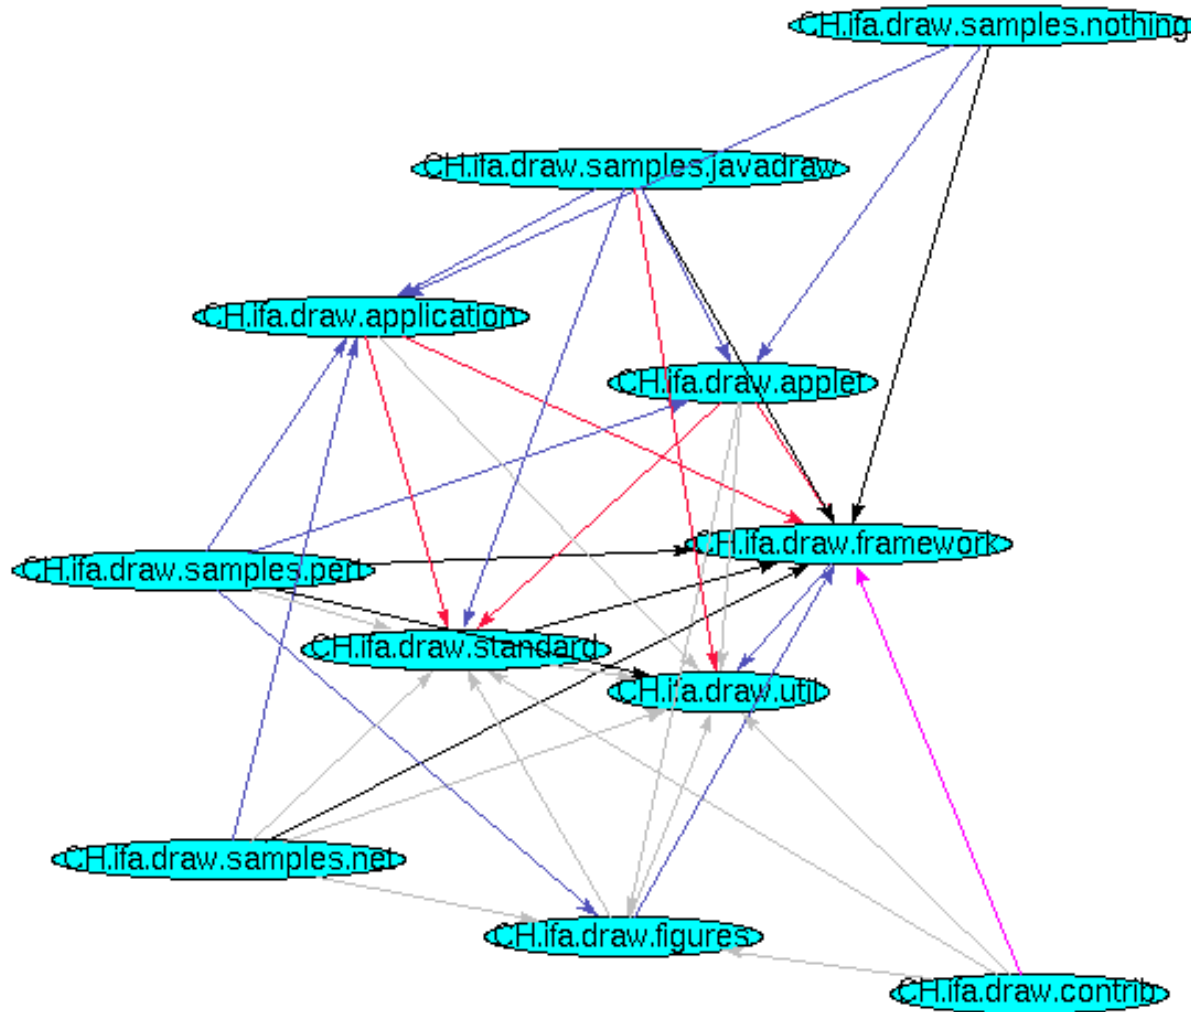 CH.ifa.draw.samples.nothing
CH.ifa.draw.samples.javadraw
CH.ifa.draw.application
CH.ifa.draw.applet
CH.ifa.draw.framework
CH.ifa.draw.samples.pert
CH.ifa.draw.standard
CH.ifa.draw.util
CH.ifa.draw.samples.net
CH.ifa.draw.figures
CH.ifa.draw.contrib